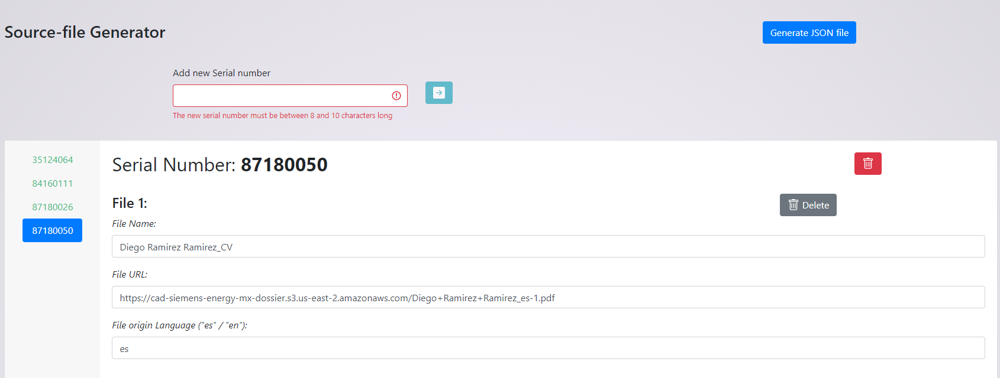 Source-file Generator
Generate JSON file
Add new Serial number
The new serial number must be between 8 and 10 characters long
35124064
84160111
87180026
87180050
Serial Number: 87180050
File 1:
Delete
File Name:
Diego Ramirez Ramirez_CV
File URL:
https://cad-siemens-energy-mx-dossier.s3.us-east-2.amazonaws.com/Diego+Ramirez+Ramirez_es-1.pdf
File origin Language ("es" / "en"):
es